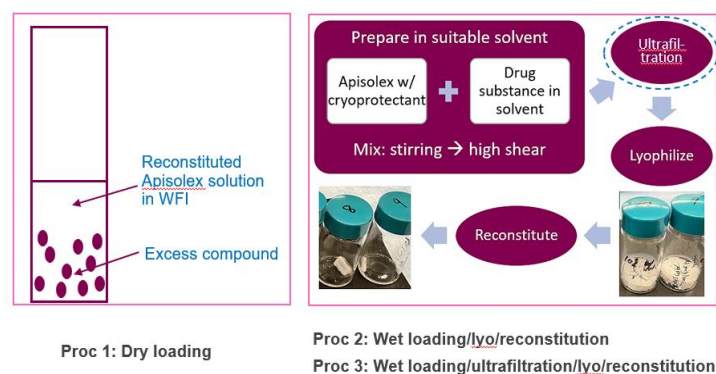 Reconstituted
Apisolex solution
in WFI
Excess compound
Proc 1: Dry loading
Prepare in suitable solvent
Apisolex w/
cryoprotectant
Drug
substance in
solvent
Mix: stirring → high shear
Ultrafil-
tration
Lyophilize
Reconstitute
Proc 2: Wet loading/lyo/reconstitution
Proc 3: Wet loading/ultrafiltration/lyo/reconstitution